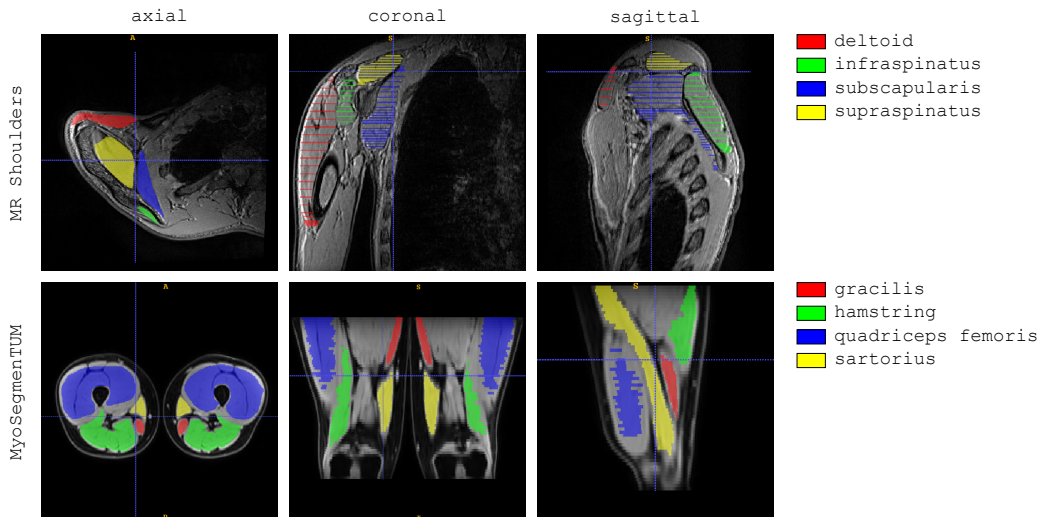 axial coronal sagittal
MR Shoulders
A
S
S
deltoid
infraspinatus
subscapularis
supraspinatus
MyoSegmenTUM
A
S
S
gracilis
hamstring
quadriceps femoris
sartorius